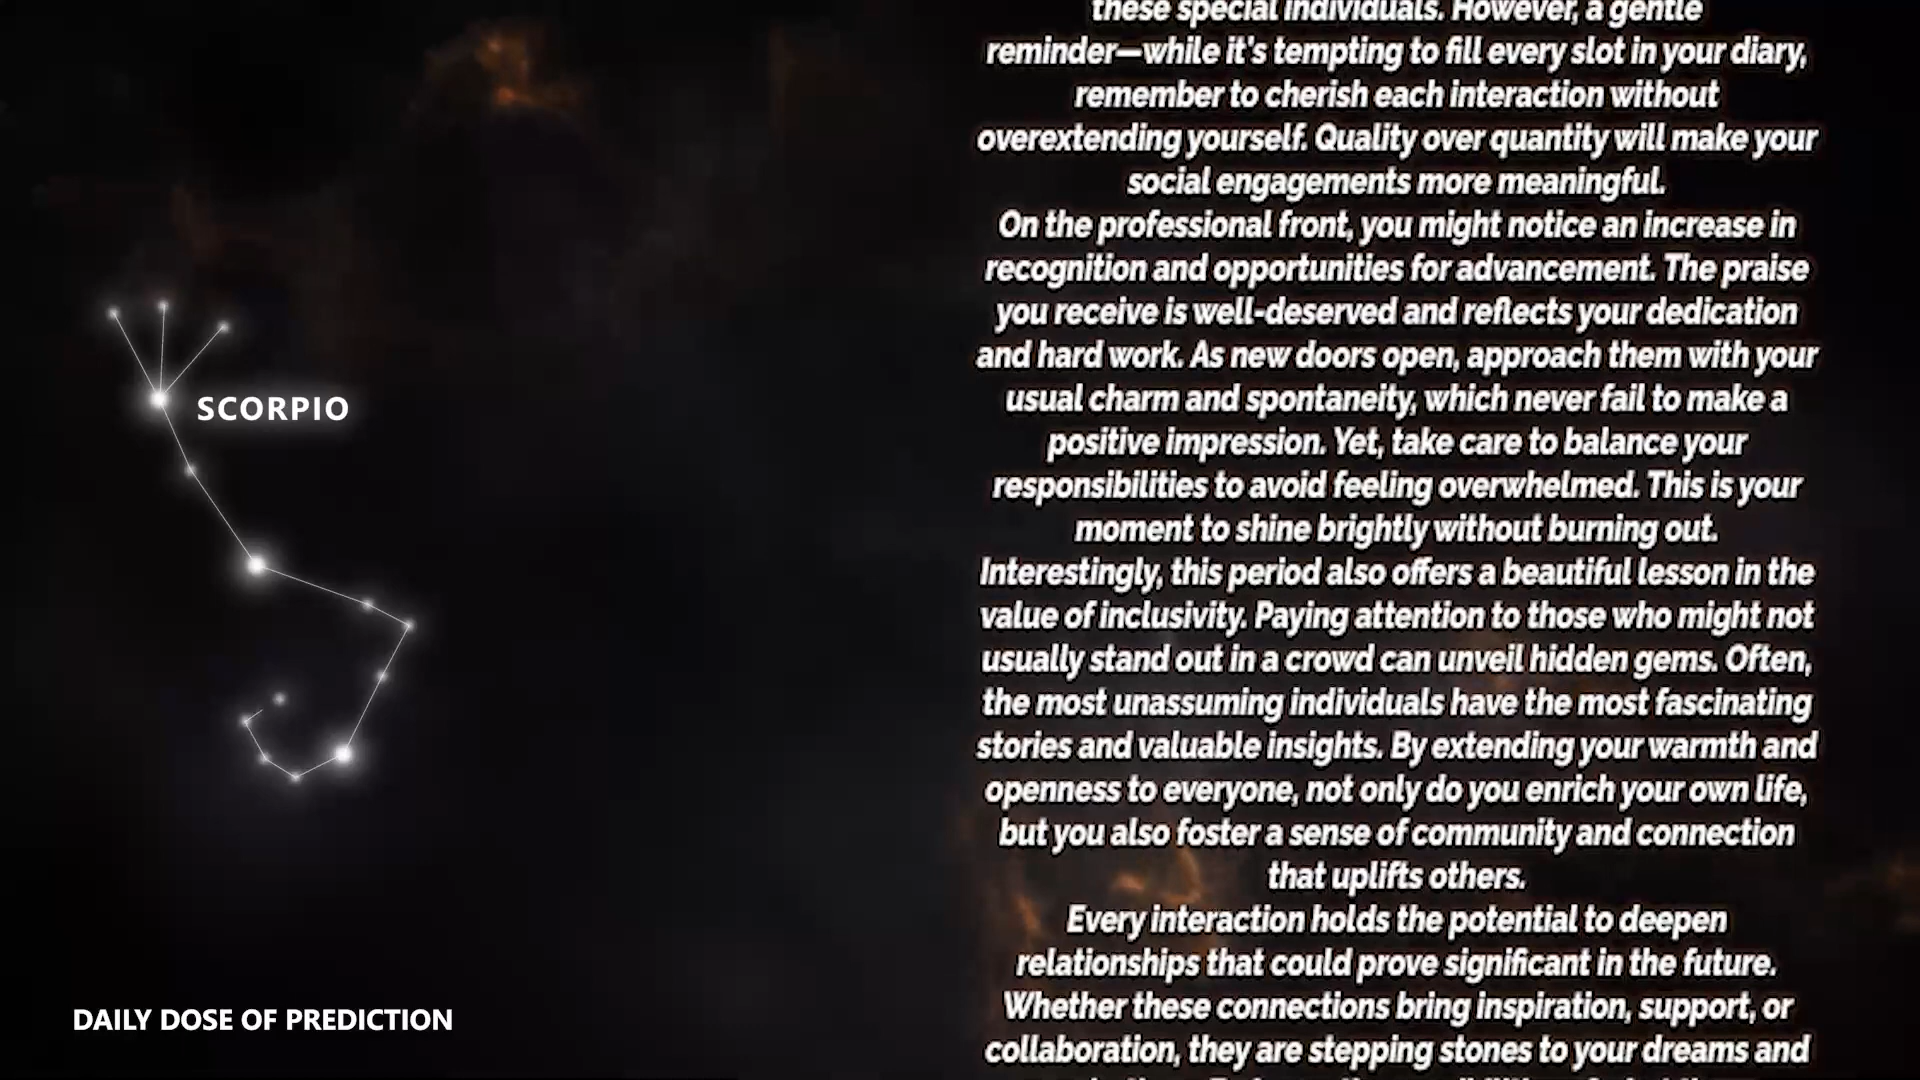 SCORPIO
DAILY DOSE OF PREDICTION
these special individuals. However, a gentle
reminder—while it's tempting to fill every slot in your diary,
remember to cherish each interaction without
overextending yourself. Quality over quantity will make your
social engagements more meaningful.
On the professional front, you might notice an increase in
recognition and opportunities for advancement. The praise
you receive is well-deserved and reflects your dedication
and hard work. As new doors open, approach them with your
usual charm and spontaneity, which never fail to make a
positive impression. Yet, take care to balance your
responsibilities to avoid feeling overwhelmed. This is your
moment to shine brightly without burning out.
Interestingly, this period also offers a beautiful lesson in the
value of inclusivity. Paying attention to those who might not
usually stand out in a crowd can unveil hidden gems. Often,
the most unassuming individuals have the most fascinating
stories and valuable insights. By extending your warmth and
openness to everyone, not only do you enrich your own life,
but you also foster a sense of community and connection
that uplifts others.
Every interaction holds the potential to deepen
relationships that could prove significant in the future.
Whether these connections bring inspiration, support, or
collaboration, they are stepping stones to your dreams and